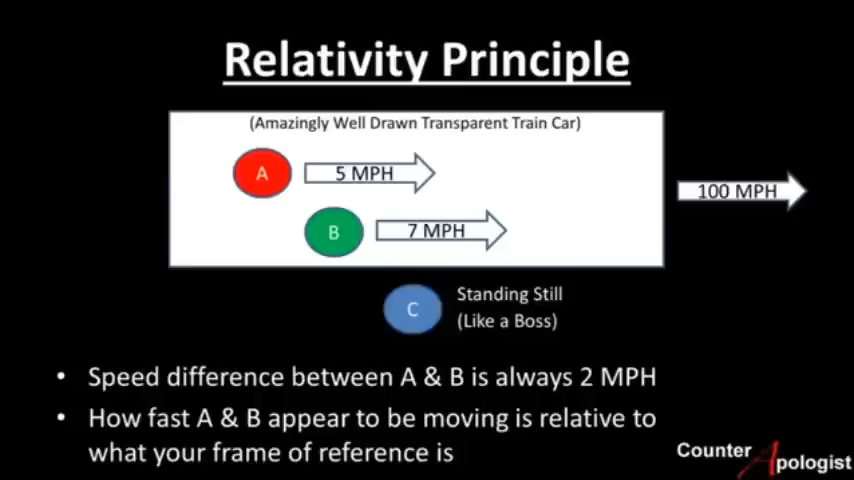 Relativity Principle
(Amazingly Well Drawn Transparent Train Car)
A
5 MPH
100 MPH
B
7 MPH
C
Standing Still
(Like a Boss)
• Speed difference between A & B is always 2 MPH
• How fast A & B appear to be moving is relative to
what your frame of reference is
Counter
Apologist